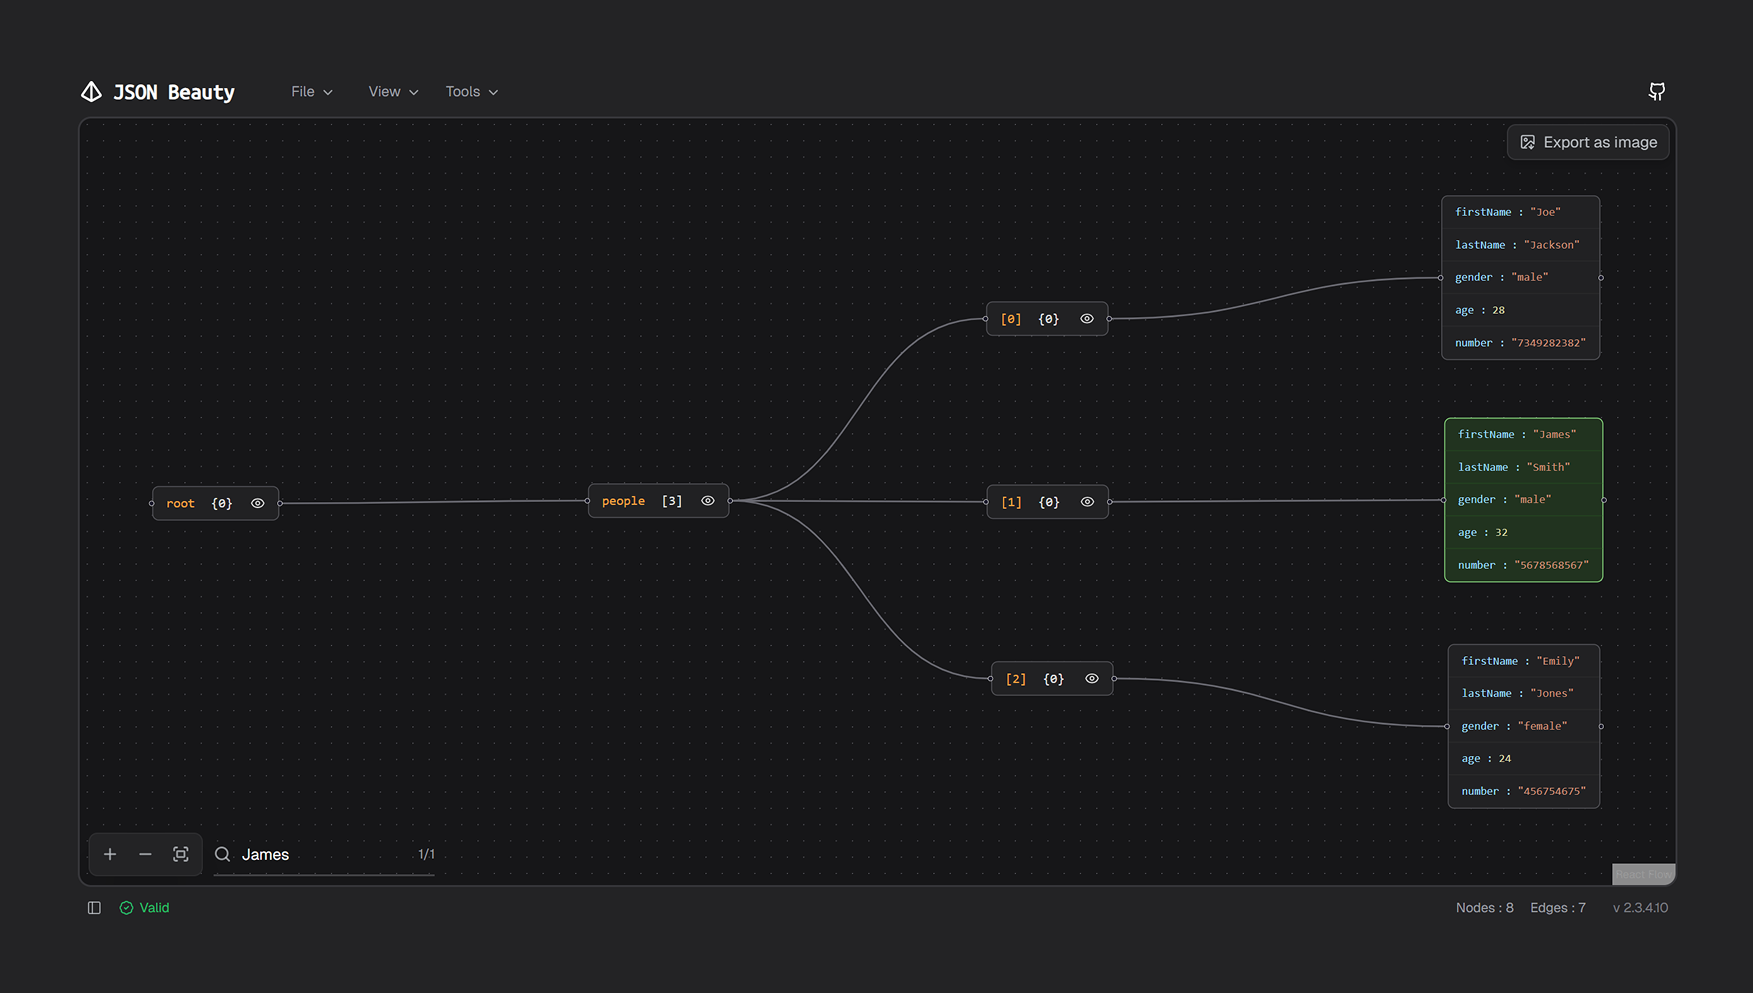 JSON Beauty
File
View
Tools
Export as image
firstName : "Joe"
lastName : "Jackson"
gender : "male"
age : 28
number : "7349282382"
[0] {0}
firstName : "James"
lastName : "Smith"
gender : "male"
age : 32
number : "5678568567"
root {0}
people [3]
[1] {0}
firstName : "Emily"
lastName : "Jones"
gender : "female"
age : 24
number : "456754675"
[2] {0}
James
1/1
React Flow
Valid
Nodes : 8
Edges : 7
v 2.3.4.10